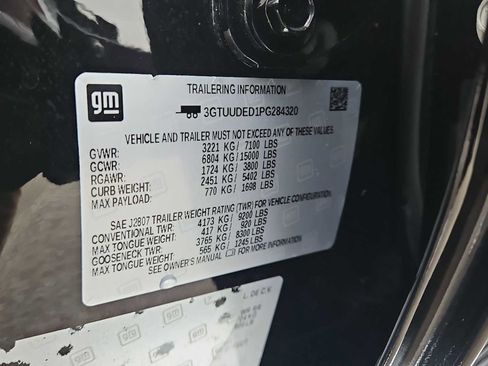 gm
TRAILERING INFORMATION
3GTUUDED1PG284320
VEHICLE AND TRAILER MUST NOT EXCEED ANY OF THESE VALUES.
GVWR: 3221 KG/ 7100 LBS
GCWR: 6804 KG/ 15000 LBS
RGAWR: 1724 KG/ 3800 LBS
CURB WEIGHT: 2451 KG/ 5402 LBS
MAX PAYLOAD: 770 KG/ 1698 LBS
SAE J2807 TRAILER WEIGHT RATING (TWR) FOR VEHICLE CONFIGURATION.
CONVENTIONAL TWR: 4173 KG/ 9200 LBS
MAX TONGUE WEIGHT: 417 KG/ 920 LBS
GOOSENECK TWR: 3765 KG/ 8300 LBS
MAX TONGUE WEIGHT: 565 KG/ 1245 LBS
SEE OWNER'S MANUAL FOR MORE INFORMATION
L. DE C.V.